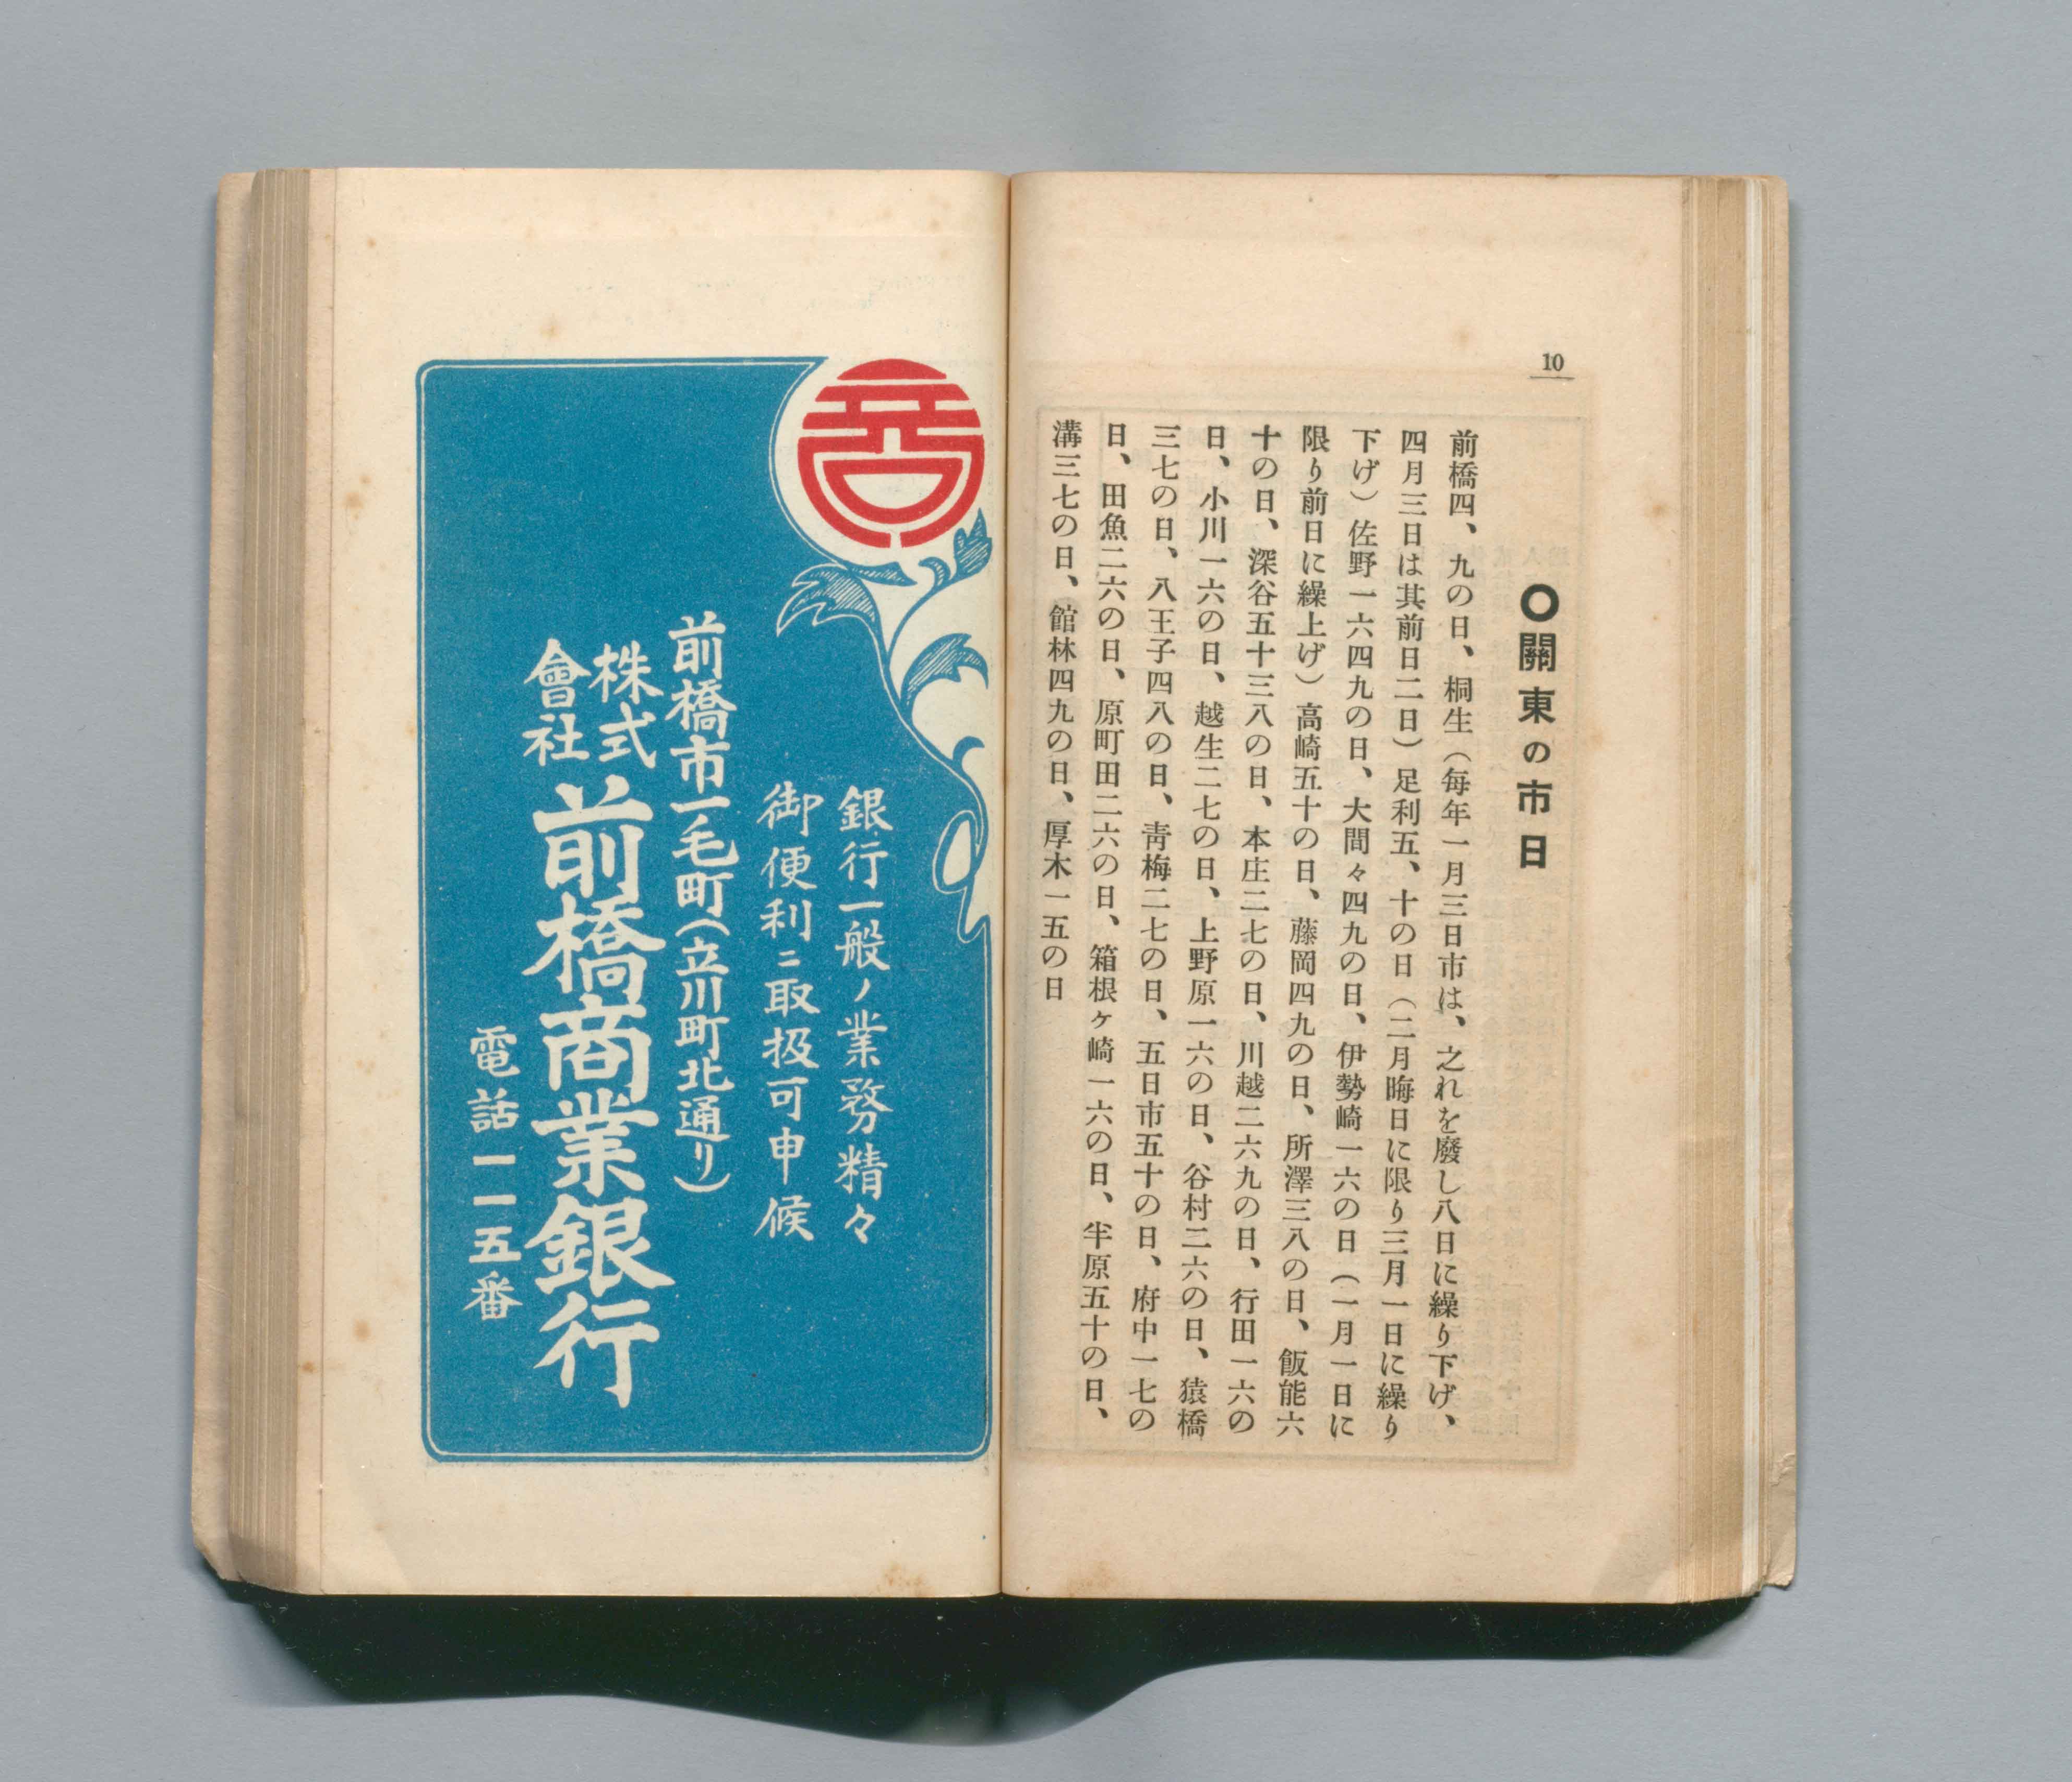 10
〇關東の市日
前橋四、九の日、桐生（每年一月三日市は、之れを廢し八日に繰り下げ、
四月三日は其前日二日）足利五、十の日（二月晦日に限り三月一日に繰り
下げ）佐野一六四九の日、大間々四九の日、伊勢崎一六の日（一月一日に
限り前日に繰上げ）高崎五十の日、藤岡四九の日、所澤三八の日、飯能六
十の日、深谷五十三八の日、本庄二七の日、川越二六九の日、行田一六の
日、小川一六の日、越生二七の日、上野原一六の日、谷村二六の日、猿橋
三七の日、八王子四八の日、靑梅二七の日、五日市五十の日、府中一七の
日、田魚二六の日、原町田二六の日、箱根ヶ崎一六の日、半原五十の日、
溝三七の日、館林四九の日、厚木一五の日
銀行一般ノ業務精々
御便利ニ取扱可申候
前橋市一毛町（立川町北通リ）
株式會社前橋商業銀行
電話一一五番